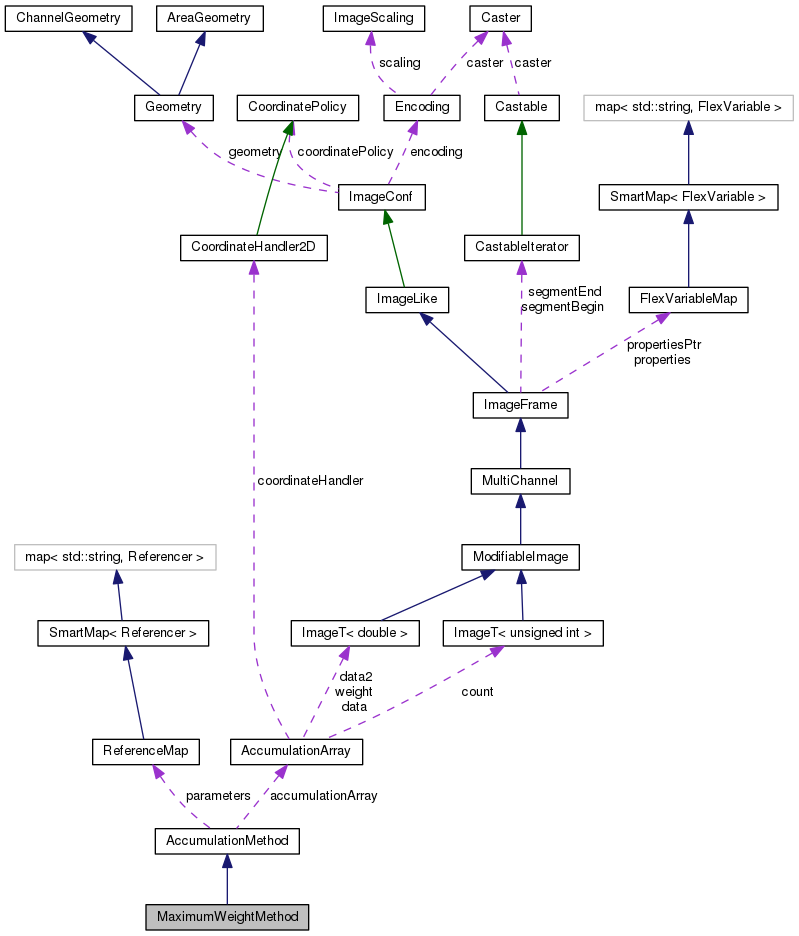 ChannelGeometry
AreaGeometry
ImageScaling
Caster
scaling
caster
caster
Geometry
CoordinatePolicy
Encoding
Castable
map< std::string, FlexVariable >
geometry
coordinatePolicy
encoding
ImageConf
SmartMap< FlexVariable >
CoordinateHandler2D
CastableIterator
ImageLike
segmentEnd
segmentBegin
FlexVariableMap
propertiesPtr
properties
ImageFrame
coordinateHandler
MultiChannel
map< std::string, Referencer >
ModifiableImage
SmartMap< Referencer >
ImageT< double >
ImageT< unsigned int >
data2
weight
data
count
ReferenceMap
AccumulationArray
parameters
accumulationArray
AccumulationMethod
MaximumWeightMethod